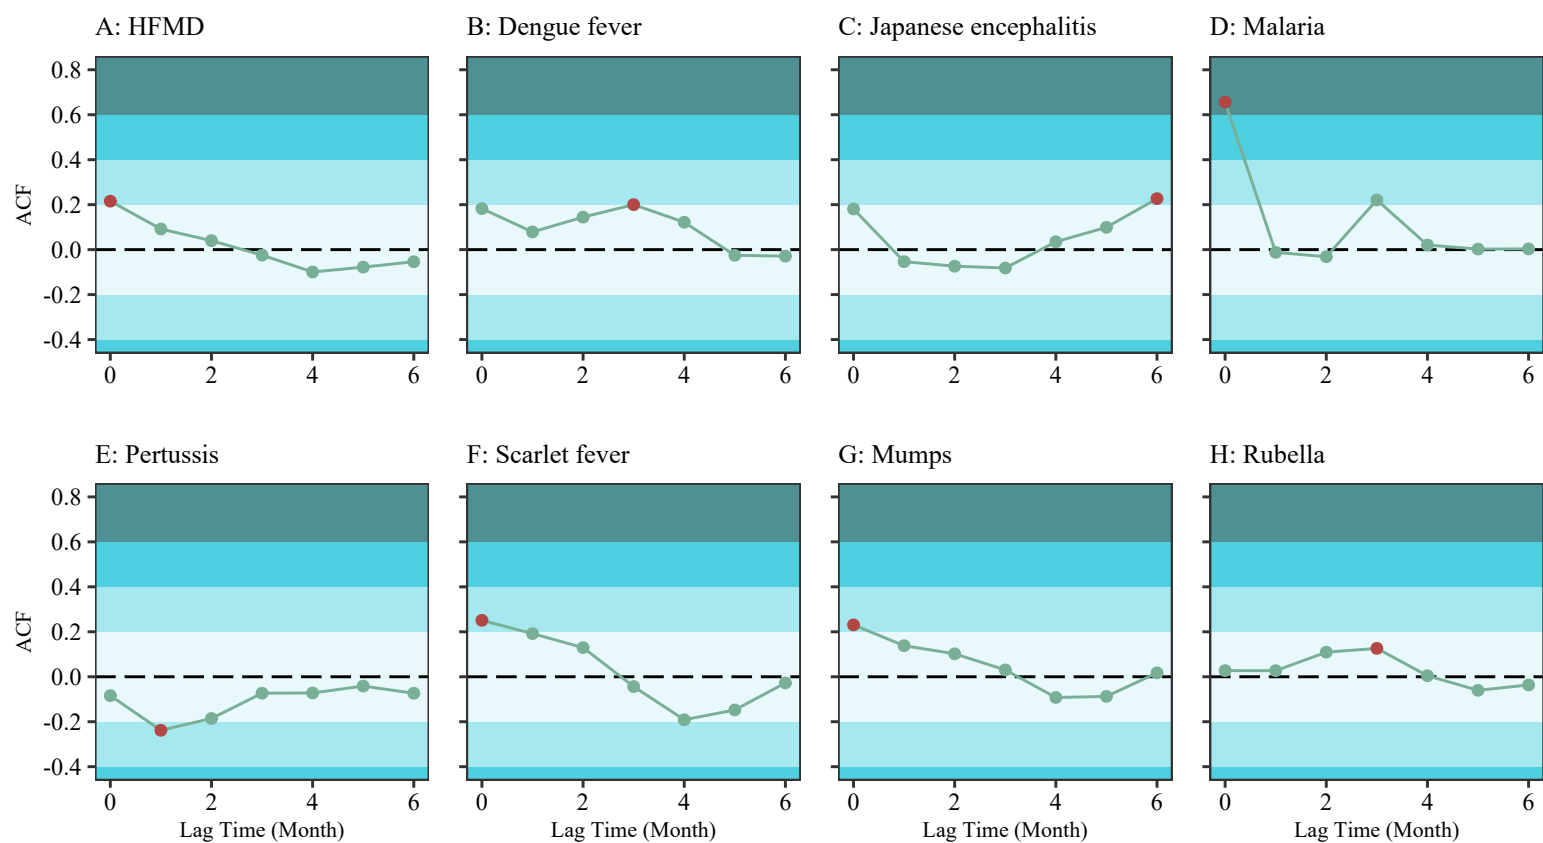 A: HFMD
B: Dengue fever
C: Japanese encephalitis
D: Malaria
0.8
0.6
0.4
0.2
0.0
-0.2
-0.4
ACF
0 2 4 6
0 2 4 6
0 2 4 6
0 2 4 6
E: Pertussis
F: Scarlet fever
G: Mumps
H: Rubella
0.8
0.6
0.4
0.2
0.0
-0.2
-0.4
ACF
0 2 4 6
0 2 4 6
0 2 4 6
0 2 4 6
Lag Time (Month)
Lag Time (Month)
Lag Time (Month)
Lag Time (Month)